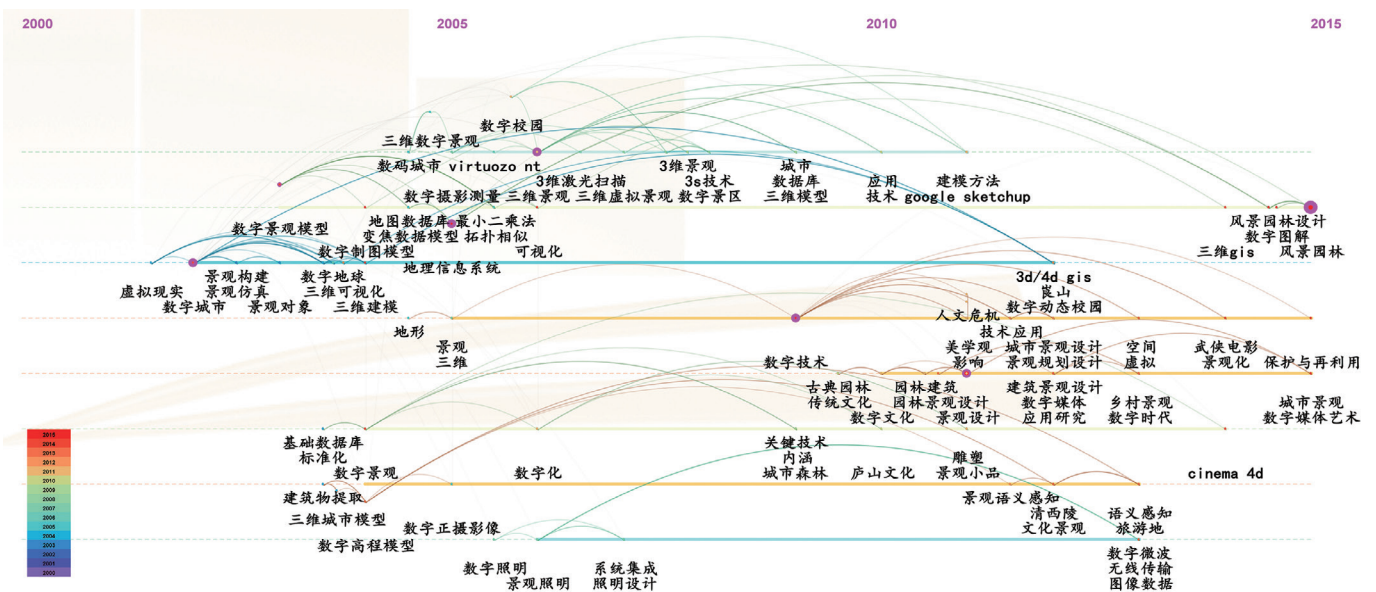 2000
2005
2010
2015
数字校园
三维数字景观
数码城市 virtuozo nt
3维景观
城市
3维激光扫描
3s技术
数据库
应用
建模方法
数字摄影测量
三维景观
三维虚拟景观
数字景区
三维模型
技术
google sketchup
地图数据库
最小二乘法
风景园林设计
数字景观模型
变焦数据模型
拓扑相似
数字图解
数字制图模型
可视化
三维gis
风景园林
地理信息系统
景观构建
数字地球
3d/4d gis
虚拟现实
景观仿真
三维可视化
崀山
数字城市
景观对象
三维建模
数字动态校园
人文危机
地形
技术应用
景观
美学观
城市景观设计
空间
武侠电影
三维
数字技术
影响
景观规划设计
虚拟
景观化
保护与再利用
古典园林
园林建筑
建筑景观设计
传统文化
园林景观设计
数字媒体
乡村景观
城市景观
数字文化
景观设计
应用研究
数字时代
数字媒体艺术
基础数据库
关键技术
标准化
内涵
雕塑
数字景观
数字化
城市森林
庐山文化
景观小品
cinema 4d
建筑物提取
景观语义感知
三维城市模型
清西陵
语义感知
数字正摄影像
文化景观
旅游地
数字高程模型
数字微波
数字照明
系统集成
无线传输
景观照明
照明设计
图像数据
2015
2014
2013
2012
2011
2010
2009
2008
2007
2006
2005
2004
2003
2002
2001
2000